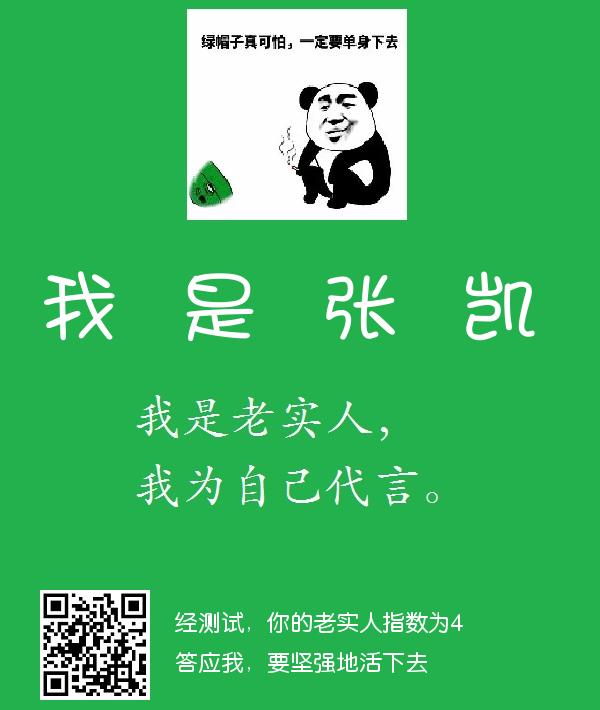 绿帽子真可怕，一定要单身下去
我是张凯
我是老实人，
我为自己代言。
经测试，你的老实人指数为4
答应我，要坚强地活下去